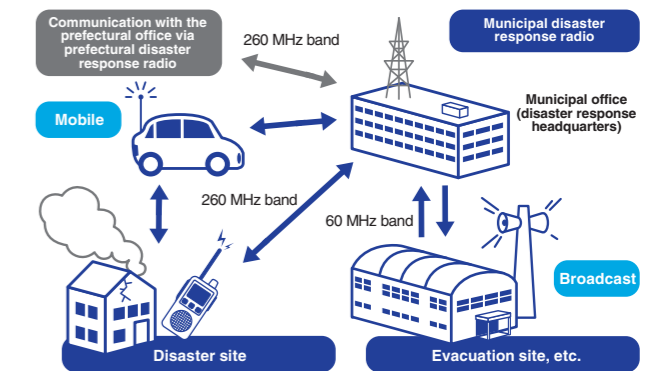 Communication with the
prefectural office via
prefectural disaster
response radio
260 MHz band
Municipal disaster
response radio
Mobile
Municipal office
(disaster response
headquarters)
260 MHz band
60 MHz band
Broadcast
Disaster site
Evacuation site, etc.